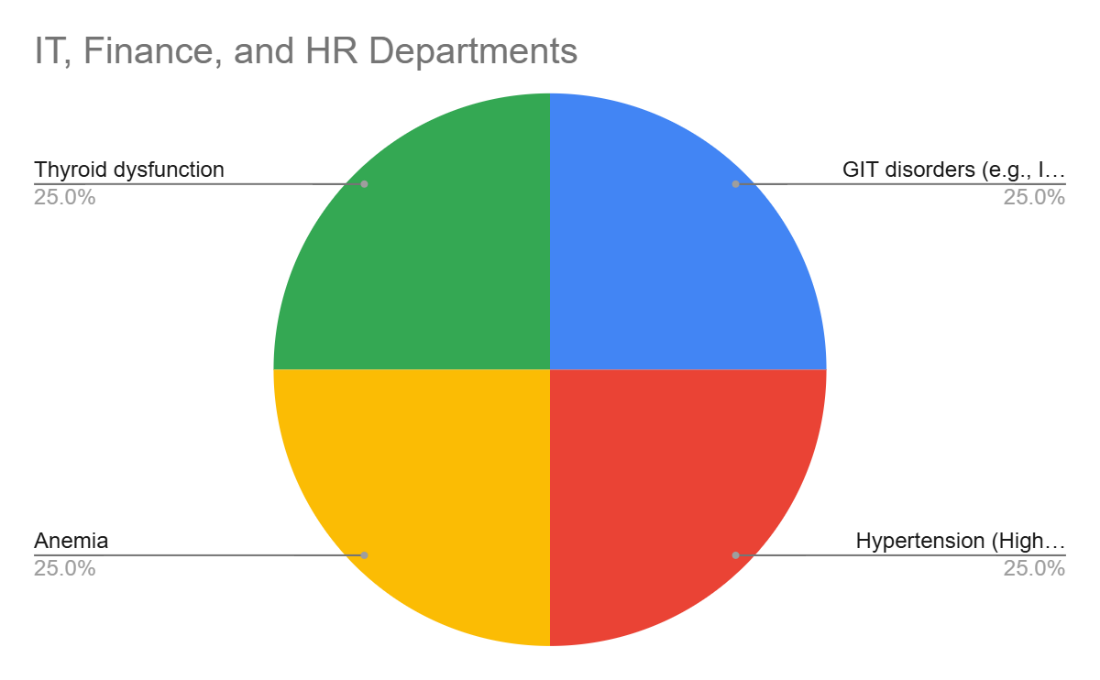 IT, Finance, and HR Departments
Thyroid dysfunction
25.0%
GIT disorders (e.g., I…
25.0%
Anemia
25.0%
Hypertension (High…
25.0%